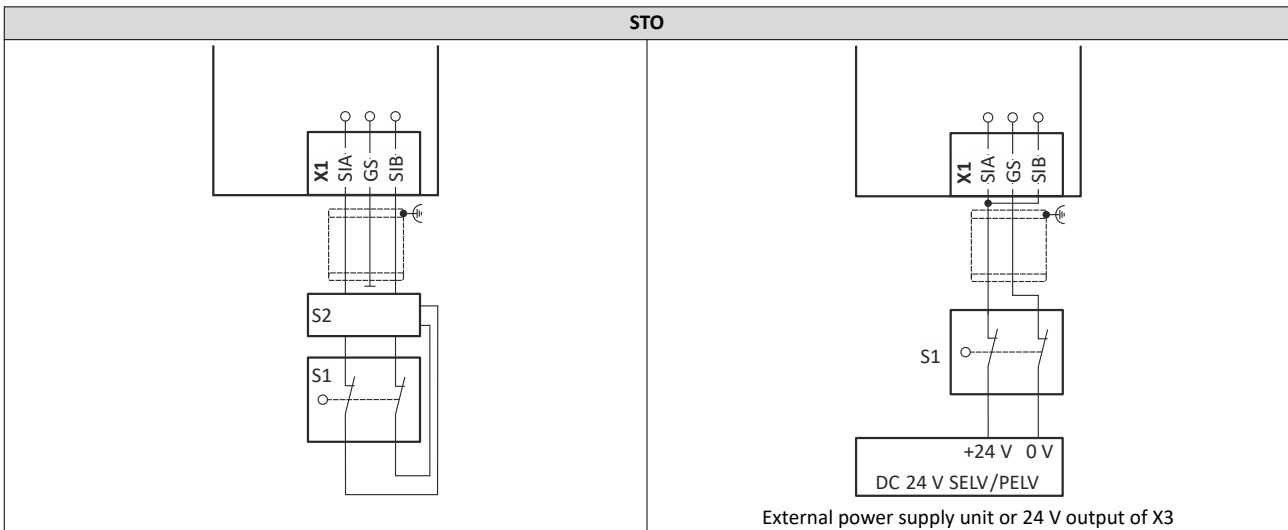 STO
X1
SIA
GS
SIB
S2
S1
X1
SIA
GS
SIB
S1
+24 V 0 V
DC 24 V SELV/PELV
External power supply unit or 24 V output of X3